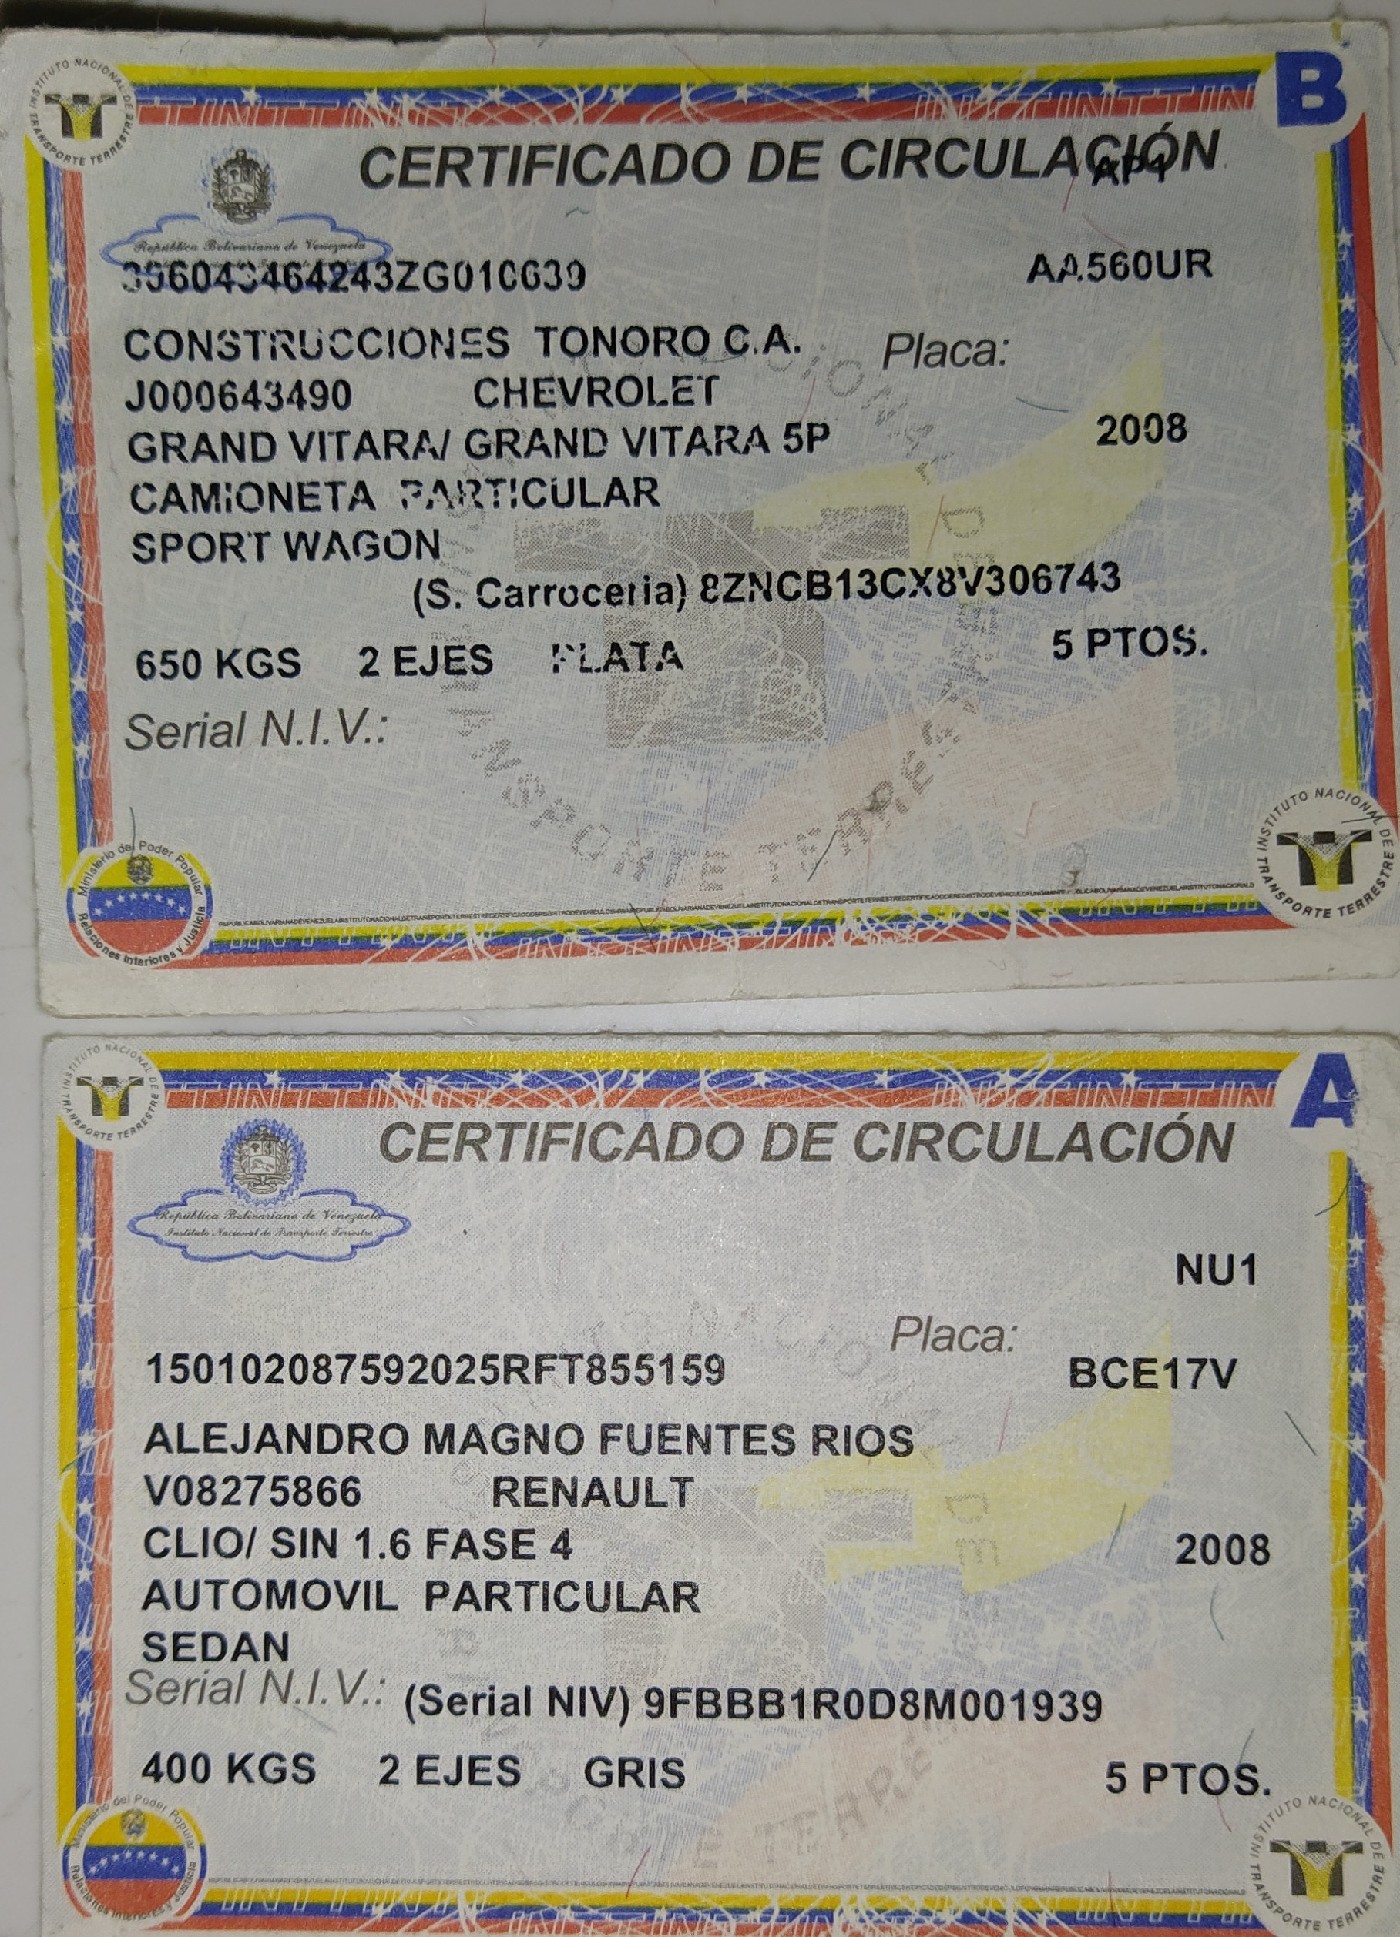 INSTITUTO NACIONAL DE TRANSPORTE TERRESTRE
B
CERTIFICADO DE CIRCULACIÓN
AP1
República Bolivariana de Venezuela
AA560UR
CONSTRUCCIONES TONORO C.A.
Placa:
J000643490 CHEVROLET
GRAND VITARA/ GRAND VITARA 5P 2008
CAMIONETA PARTICULAR
SPORT WAGON
(S. Carroceria) 8ZNCB13CX8V306743
650 KGS 2 EJES PLATA 5 PTOS.
Serial N.I.V.:
Ministerio del Poder Popular
Relaciones Interiores y Justicia
INSTITUTO NACIONAL DE TRANSPORTE TERRESTRE
INSTITUTO NACIONAL DE TRANSPORTE TERRESTRE
A
CERTIFICADO DE CIRCULACIÓN
República Bolivariana de Venezuela
Instituto Nacional de Transporte Terrestre
NU1
Placa:
150102087592025RFT855159 BCE17V
ALEJANDRO MAGNO FUENTES RIOS
V08275866 RENAULT
CLIO/ SIN 1.6 FASE 4 2008
AUTOMOVIL PARTICULAR
SEDAN
Serial N.I.V.: (Serial NIV) 9FBBB1R0D8M001939
400 KGS 2 EJES GRIS 5 PTOS.
Ministerio del Poder Popular
Relaciones Interiores y Justicia
INSTITUTO NACIONAL DE TRANSPORTE TERRESTRE